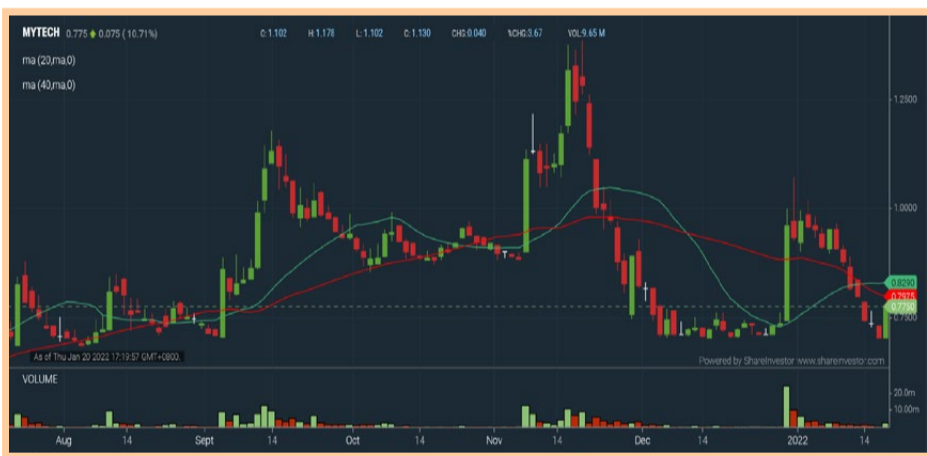 MYTECH 0.775 0.075 ( 10.71%) O:1.102 H:1.178 L:1.102 C:1.130 CHG:0.040 %CHG:3.67 VOL:9.65 M
ma (20,ma,0)
ma (40,ma,0)
1.2500
1.0000
0.8290
0.7975
0.7750
0.7500
As of Thu Jan 20 2022 17:19:57 GMT+0800.
Powered by ShareInvestor www.shareinvestor.com
VOLUME
20.0m
10.00m
Aug 14 Sept 14 Oct 14 Nov 14 Dec 14 2022 14